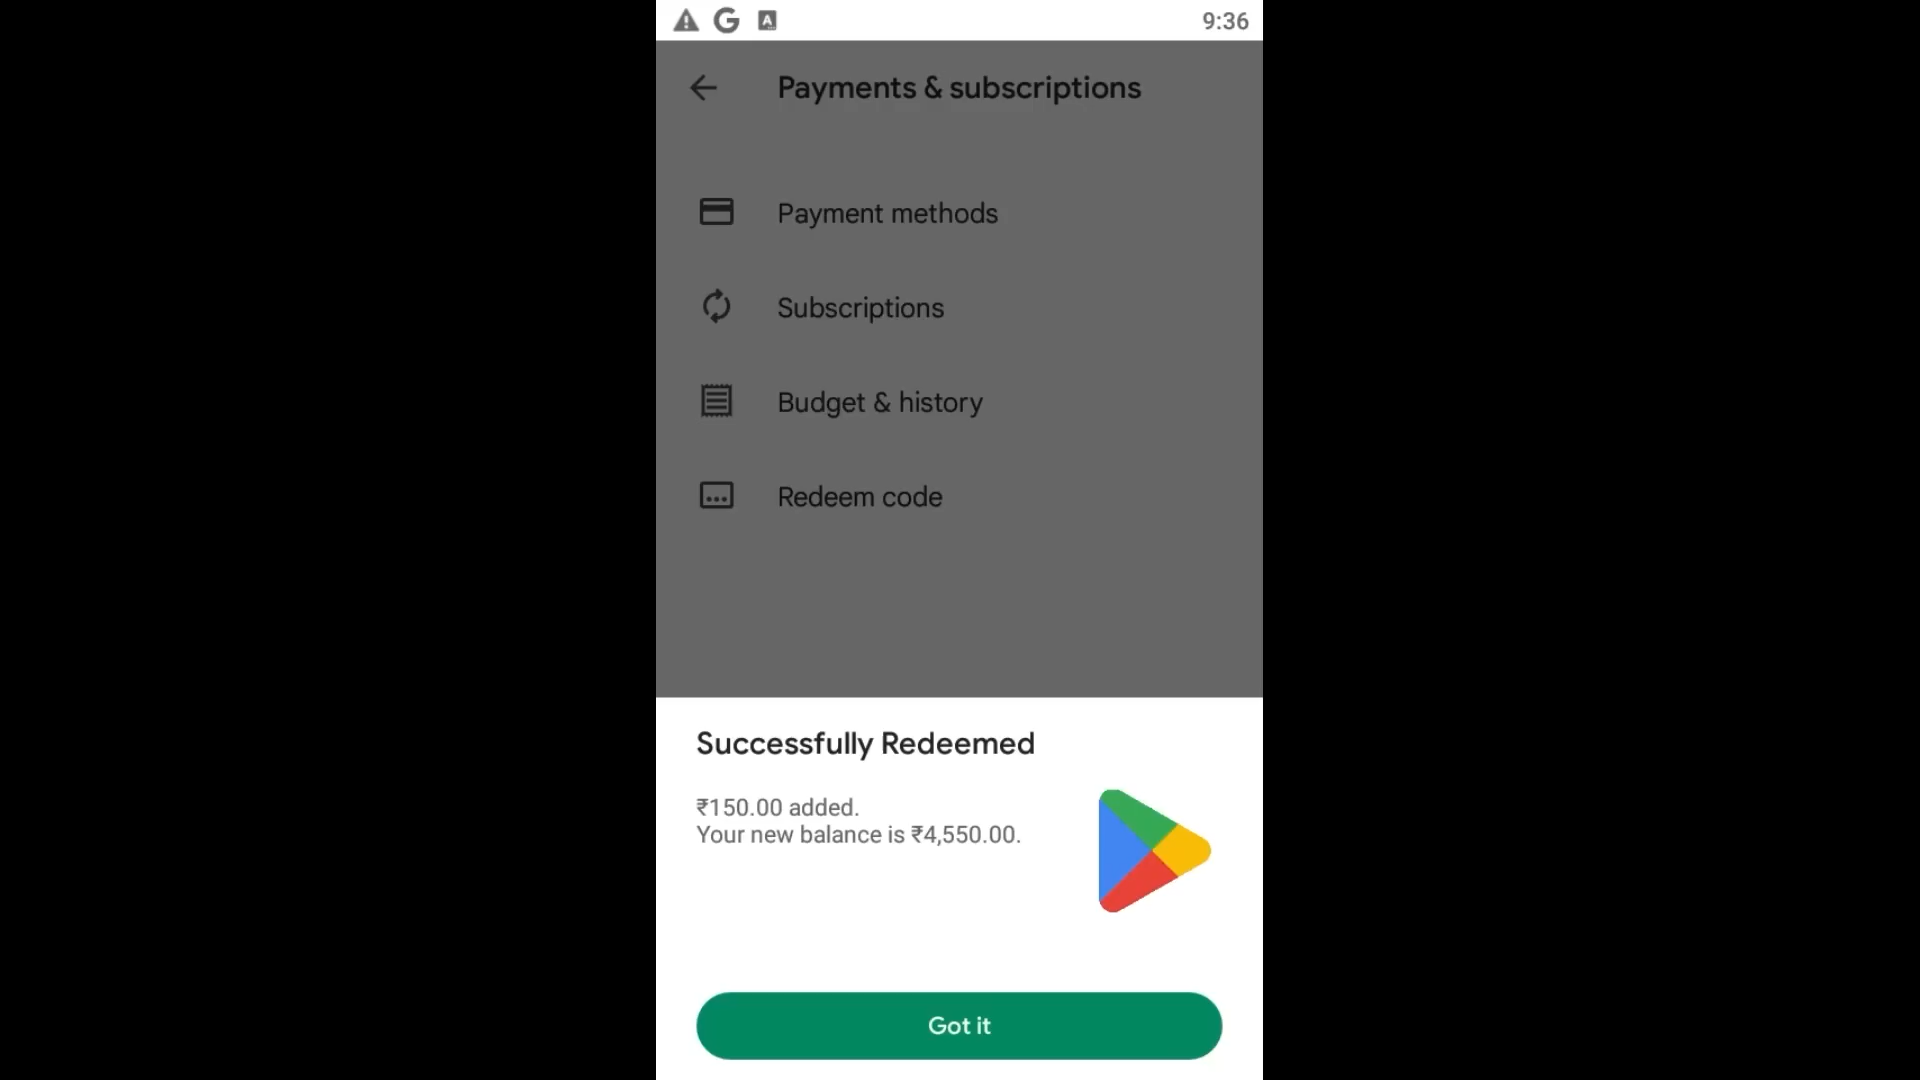 9:36
Payments & subscriptions
Payment methods
Subscriptions
Budget & history
Redeem code
Successfully Redeemed
₹150.00 added.
Your new balance is ₹4,550.00.
Got it